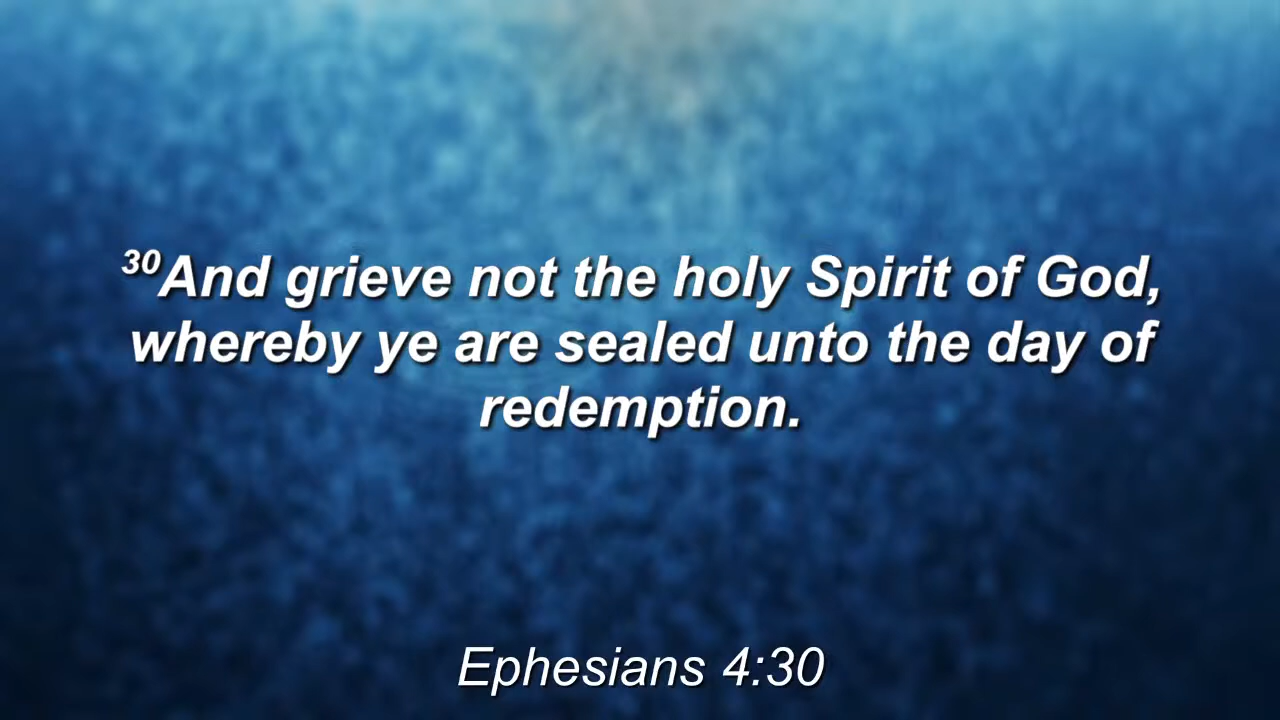 30And grieve not the holy Spirit of God,
whereby ye are sealed unto the day of
redemption.
Ephesians 4:30